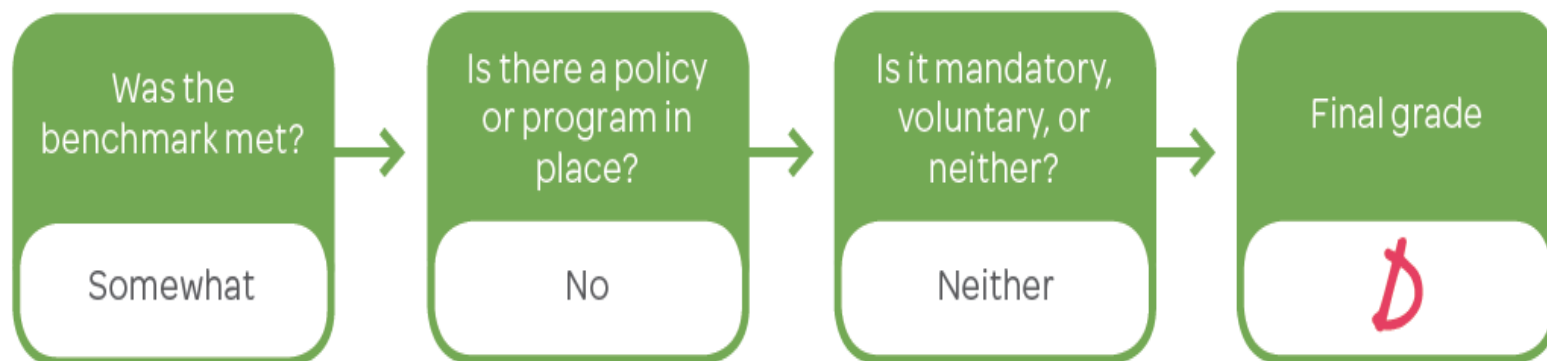 Was the
benchmark met?
Somewhat
Is there a policy
or program in
place?
No
Is it mandatory,
voluntary, or
neither?
Neither
Final grade
D